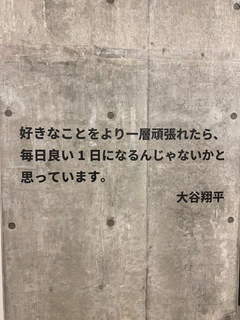 好きなことをより一層頑張れたら、
毎日良い1日になるんじゃないかと
思っています。
大谷翔平